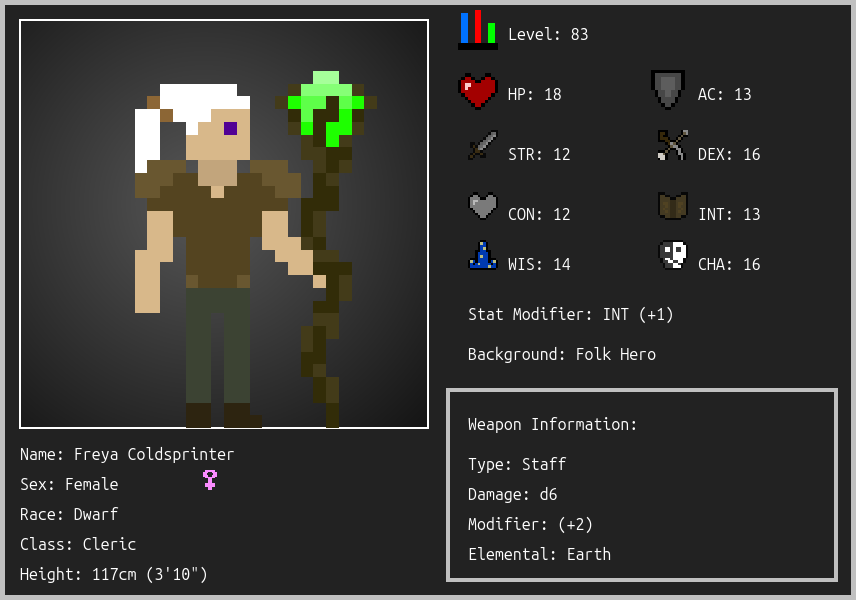 Level: 83
HP: 18
AC: 13
STR: 12
DEX: 16
CON: 12
INT: 13
WIS: 14
CHA: 16
Stat Modifier: INT (+1)
Background: Folk Hero
Weapon Information:
Type: Staff
Damage: d6
Modifier: (+2)
Elemental: Earth
Name: Freya Coldsprinter
Sex: Female
Race: Dwarf
Class: Cleric
Height: 117cm (3'10")